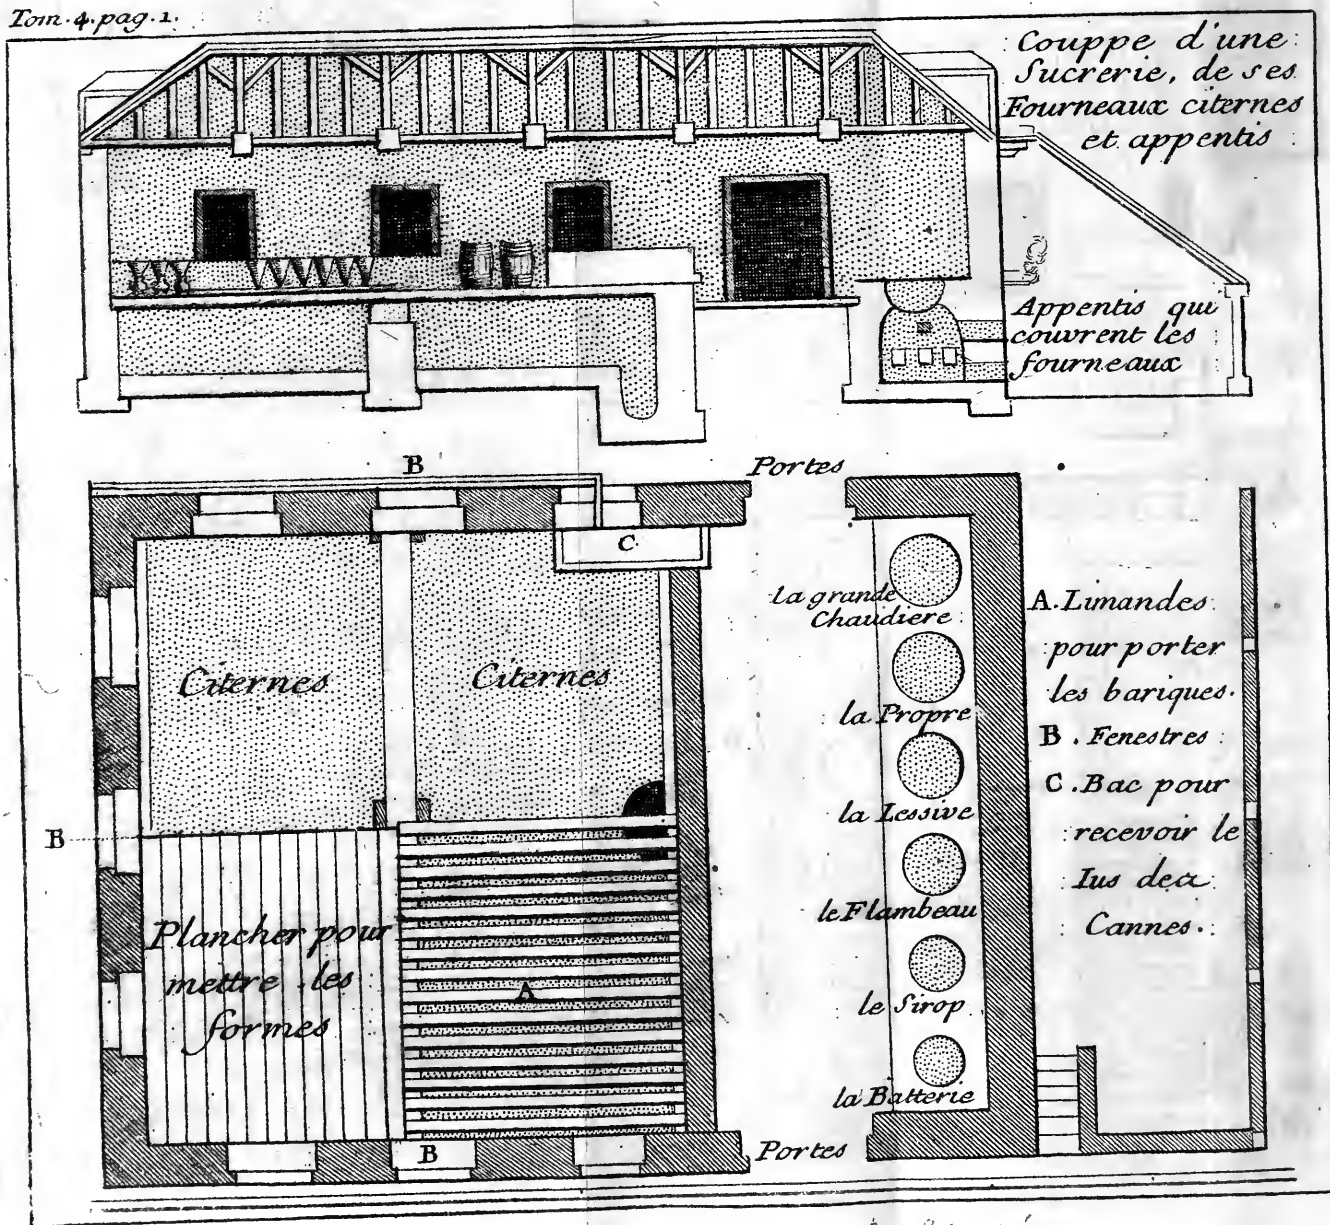 Tom. 4. pag. 1.
Couppe d'une
Sucrerie, de ses
Fourneaux citernes
et appentis
Appentis qui
couvrent les
fourneaux
B
Portes
C
La grande
Chaudiere
la Propre
la Lessive
le Flambeau
le Sirop
la Batterie
Citernes
Citernes
B
Plancher pour
mettre les
formes
A
B
Portes
A. Limandes
pour porter
les bariques.
B. Fenestres
C. Bac pour
recevoir le
Ius des
Cannes.